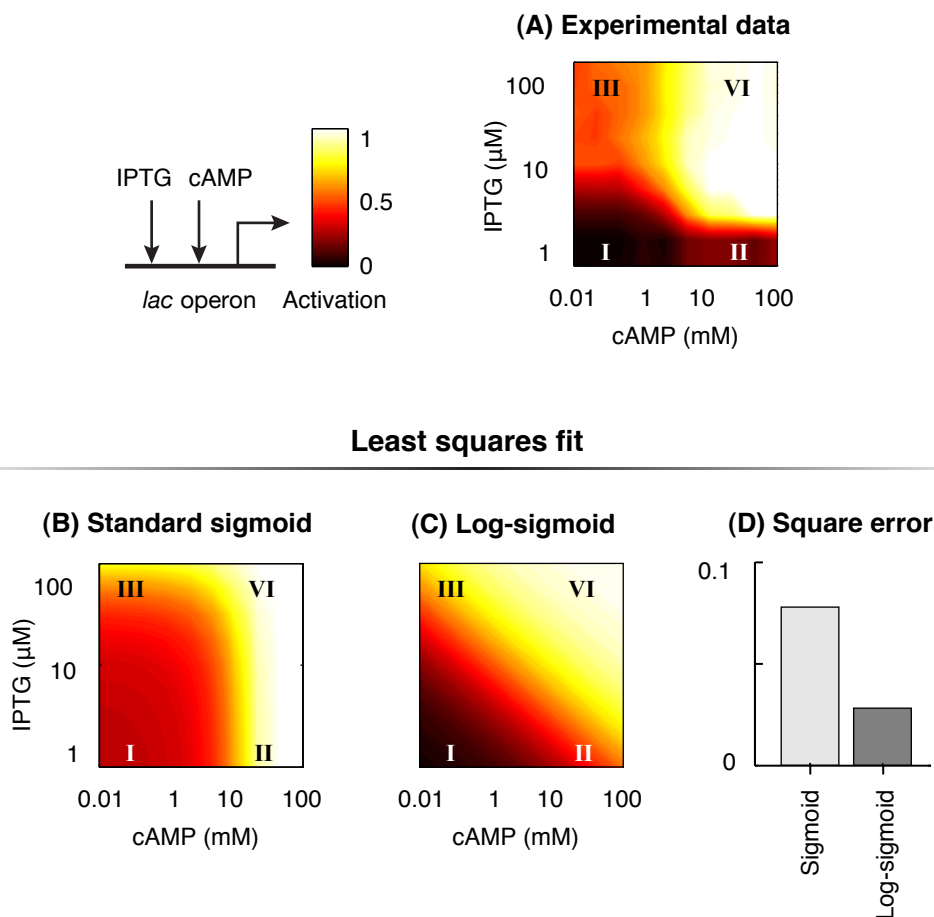 (A) Experimental data
IPTG cAMP
lac operon
1
0.5
0
Activation
IPTG (µM)
100
10
1
III
VI
I
II
0.01 1 10 100
cAMP (mM)
Least squares fit
(B) Standard sigmoid
IPTG (µM)
100
10
1
III
VI
I
II
0.01 1 10 100
cAMP (mM)
(C) Log-sigmoid
III
VI
I
II
0.01 1 10 100
cAMP (mM)
(D) Square error
0.1
0
Sigmoid
Log-sigmoid